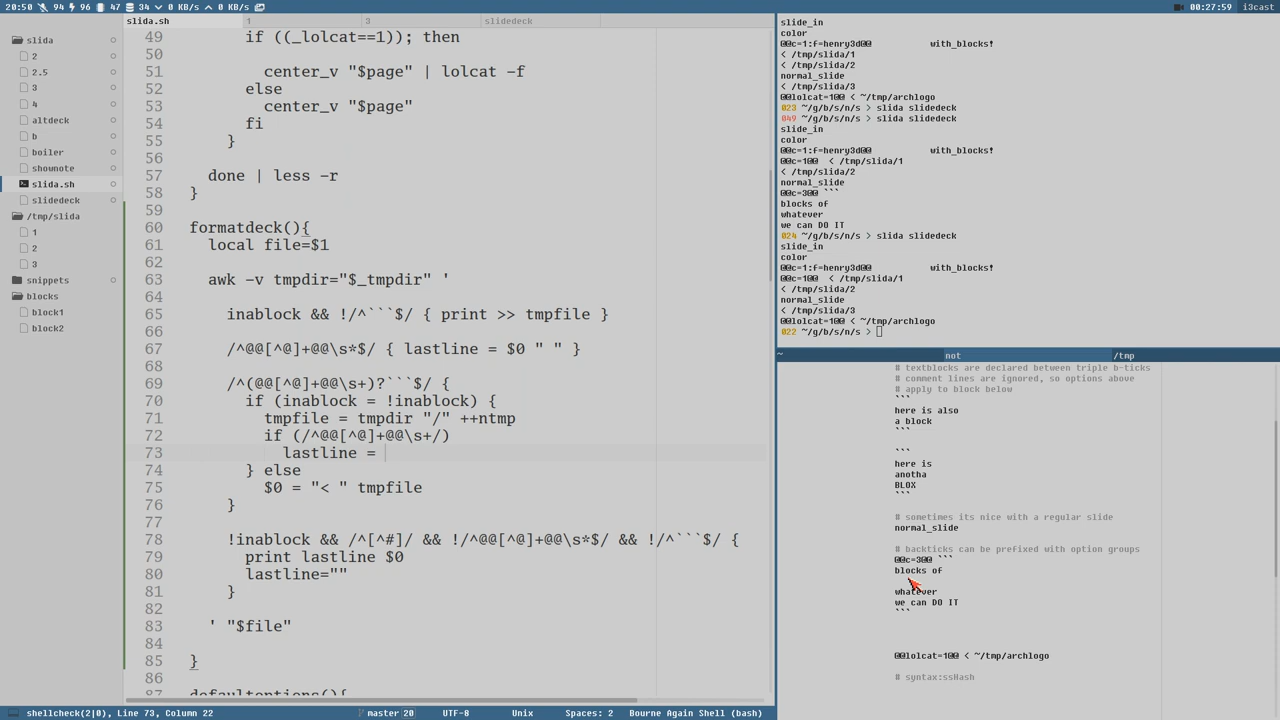 20:50 94 96 47 34 0 KB/s 0 KB/s 00:27:59 i3cast
slida.sh 1 3 slidedeck
slida
2
2.5
3
4
altdeck
b
boiler
shownote
slida.sh
slidedeck
/tmp/slida
1
2
3
snippets
blocks
block1
block2
49 if ((_lolcat==1)); then
50
51 center_v "$page" | lolcat -f
52 else
53 center_v "$page"
54 fi
55 }
56
57 done | less -r
58 }
59
60 formatdeck(){
61 local file=$1
62
63 awk -v tmpdir="$_tmpdir" '
64
65 inablock && !/^```$/ { print >> tmpfile }
66
67 /^@@[^@]+@@\s*$/ { lastline = $0 " " }
68
69 /^(@@[^@]+@@\s+)?```$/ {
70 if (inablock = !inablock) {
71 tmpfile = tmpdir "/" ++ntmp
72 if (/^@@[^@]+@@\s+/)
73 lastline =
74 } else
75 $0 = "< " tmpfile
76 }
77
78 !inablock && /^[^#]/ && !/^@@[^@]+@@\s*$/ && !/^```$/ {
79 print lastline $0
80 lastline=""
81 }
82
83 ' "$file"
84
85 }
86
87 defaultoptions(){
shellcheck(2|0), Line 73, Column 22 master 20 UTF-8 Unix Spaces: 2 Bourne Again Shell (bash)
slide_in
color
@@c=1:f=henry3d@@ with_blocks!
< /tmp/slida/1
< /tmp/slida/2
normal_slide
< /tmp/slida/3
@@lolcat=1@@ < ~/tmp/archlogo
023 ~/g/b/s/n/s > slida slidedeck
049 ~/g/b/s/n/s > slida slidedeck
slide_in
color
@@c=1:f=henry3d@@ with_blocks!
@@c=1@@ < /tmp/slida/1
< /tmp/slida/2
normal_slide
@@c=3@@ ```
blocks of
whatever
we can DO IT
024 ~/g/b/s/n/s > slida slidedeck
slide_in
color
@@c=1:f=henry3d@@ with_blocks!
@@c=1@@ < /tmp/slida/1
< /tmp/slida/2
normal_slide
< /tmp/slida/3
@@lolcat=1@@ < ~/tmp/archlogo
022 ~/g/b/s/n/s >
~ not /tmp
# textblocks are declared between triple b-ticks
# comment lines are ignored, so options above
# apply to block below
```
here is also
a block
```
```
here is
anotha
BLOX
```
# sometimes its nice with a regular slide
normal_slide
# backticks can be prefixed with option groups
@@c=3@@ ```
blocks of
whatever
we can DO IT
```
@@lolcat=1@@ < ~/tmp/archlogo
# syntax:ssHash